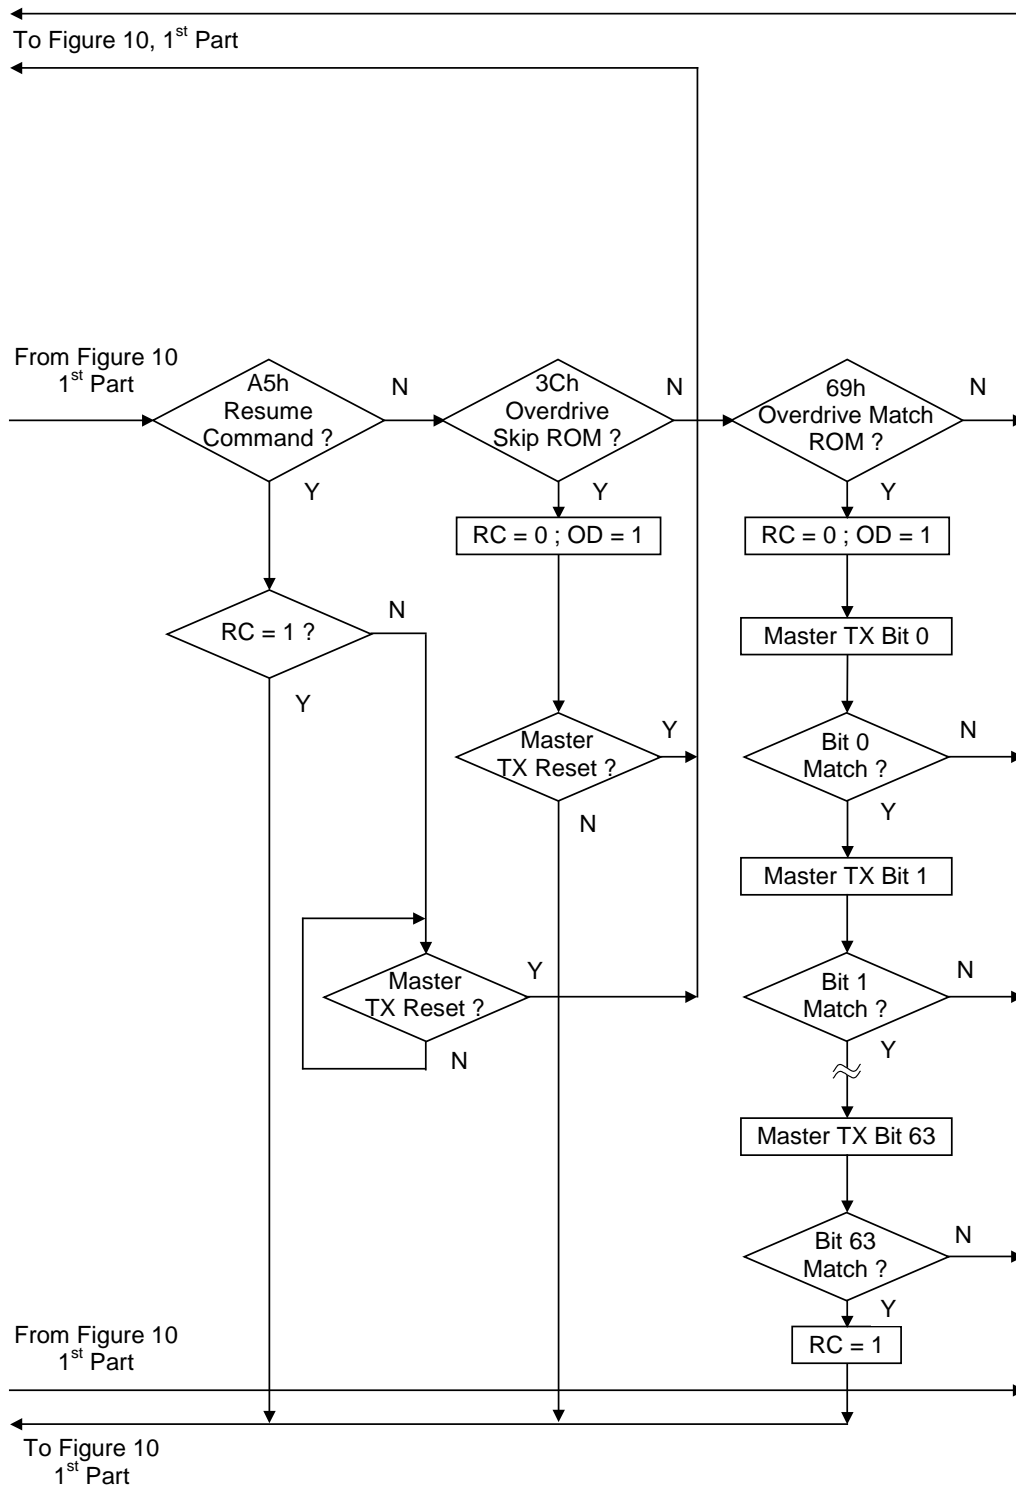 To Figure 10, 1st Part
From Figure 10
1st Part
A5h
Resume
Command ?
N
Y
3Ch
Overdrive
Skip ROM ?
N
Y
69h
Overdrive Match
ROM ?
N
Y
RC = 0 ; OD = 1
RC = 0 ; OD = 1
RC = 1 ?
N
Y
Master TX Bit 0
Master
TX Reset ?
Y
N
Bit 0
Match ?
N
Y
Master TX Bit 1
Master
TX Reset ?
Y
N
Bit 1
Match ?
N
Y
Master TX Bit 63
Bit 63
Match ?
N
Y
RC = 1
From Figure 10
1st Part
To Figure 10
1st Part